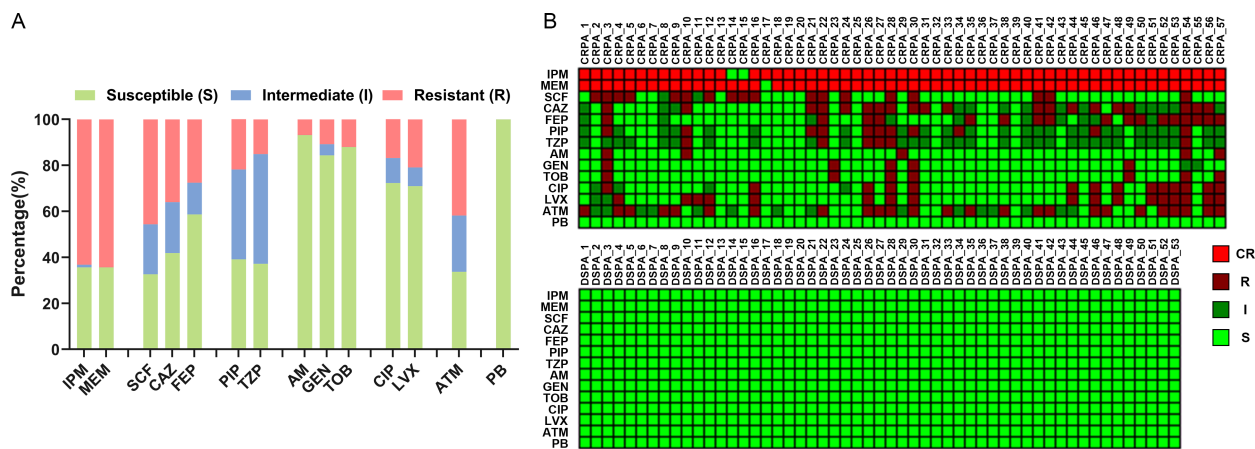 A
Susceptible (S) Intermediate (I) Resistant (R)
Percentage(%)
100
80
60
40
20
0
IPM MEM SCF CAZ FEP PIP TZP AM GEN TOB CIP LVX ATM PB
B
CRPA_1 CRPA_2 CRPA_3 CRPA_4 CRPA_5 CRPA_6 CRPA_7 CRPA_8 CRPA_9 CRPA_10 CRPA_11 CRPA_12 CRPA_13 CRPA_14 CRPA_15 CRPA_16 CRPA_17 CRPA_18 CRPA_19 CRPA_20 CRPA_21 CRPA_22 CRPA_23 CRPA_24 CRPA_25 CRPA_26 CRPA_27 CRPA_28 CRPA_29 CRPA_30 CRPA_31 CRPA_32 CRPA_33 CRPA_34 CRPA_35 CRPA_36 CRPA_37 CRPA_38 CRPA_39 CRPA_40 CRPA_41 CRPA_42 CRPA_43 CRPA_44 CRPA_45 CRPA_46 CRPA_47 CRPA_48 CRPA_49 CRPA_50 CRPA_51 CRPA_52 CRPA_53 CRPA_54 CRPA_55 CRPA_56 CRPA_57
IPM
MEM
SCF
CAZ
FEP
PIP
TZP
AM
GEN
TOB
CIP
LVX
ATM
PB
DSPA_1 DSPA_2 DSPA_3 DSPA_4 DSPA_5 DSPA_6 DSPA_7 DSPA_8 DSPA_9 DSPA_10 DSPA_11 DSPA_12 DSPA_13 DSPA_14 DSPA_15 DSPA_16 DSPA_17 DSPA_18 DSPA_19 DSPA_20 DSPA_21 DSPA_22 DSPA_23 DSPA_24 DSPA_25 DSPA_26 DSPA_27 DSPA_28 DSPA_29 DSPA_30 DSPA_31 DSPA_32 DSPA_33 DSPA_34 DSPA_35 DSPA_36 DSPA_37 DSPA_38 DSPA_39 DSPA_40 DSPA_41 DSPA_42 DSPA_43 DSPA_44 DSPA_45 DSPA_46 DSPA_47 DSPA_48 DSPA_49 DSPA_50 DSPA_51 DSPA_52 DSPA_53
IPM
MEM
SCF
CAZ
FEP
PIP
TZP
AM
GEN
TOB
CIP
LVX
ATM
PB
CR
R
I
S